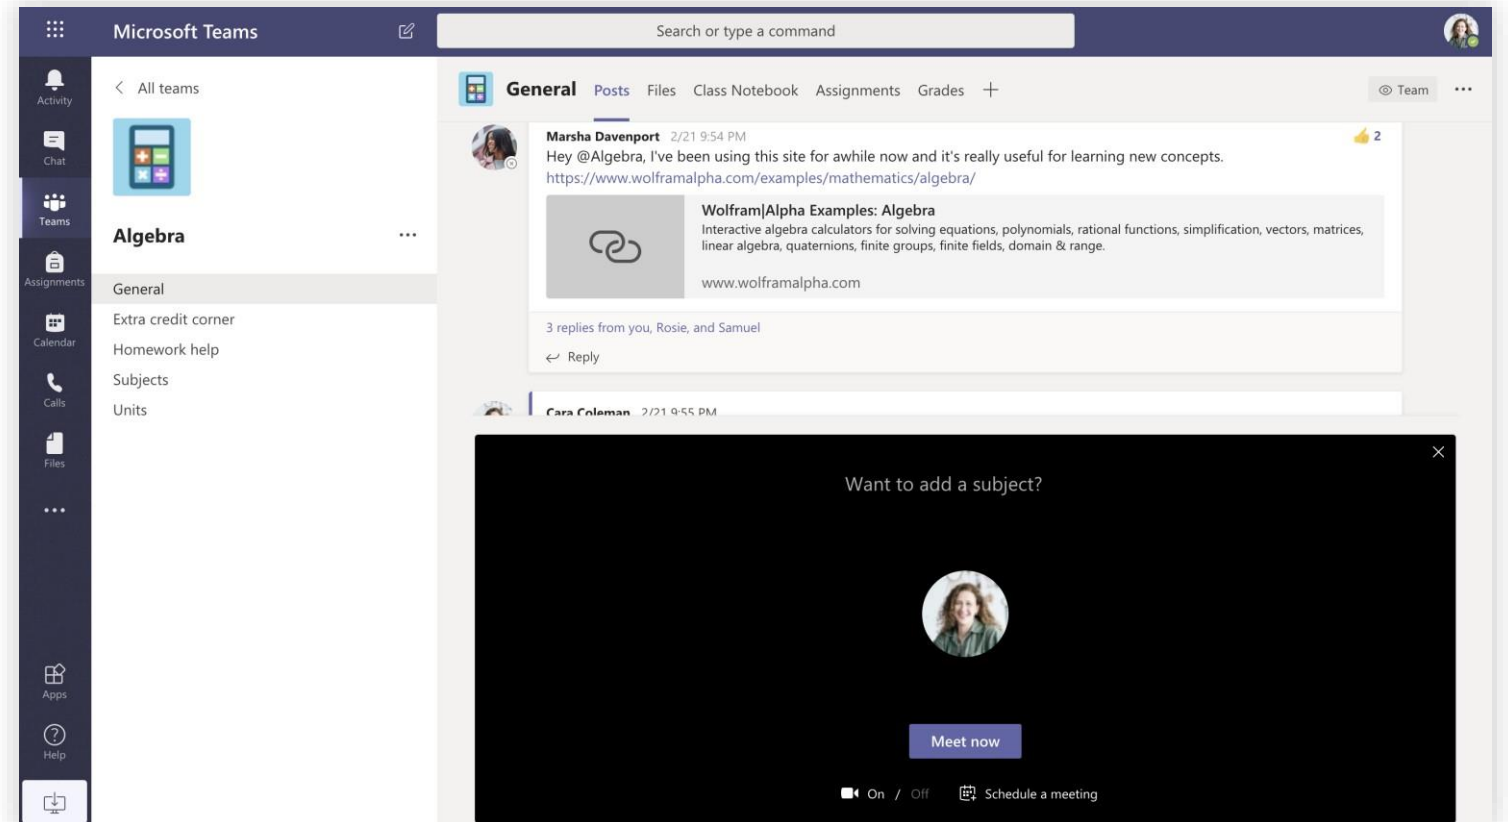 Microsoft Teams
Search or type a command
Activity
Chat
Teams
Assignments
Calendar
Calls
Files
Apps
Help
All teams
Algebra
General
Extra credit corner
Homework help
Subjects
Units
General Posts Files Class Notebook Assignments Grades
Team
Marsha Davenport 2/21 9:54 PM
2
Hey @Algebra, I've been using this site for awhile now and it's really useful for learning new concepts.
https://www.wolframalpha.com/examples/mathematics/algebra/
Wolfram|Alpha Examples: Algebra
Interactive algebra calculators for solving equations, polynomials, rational functions, simplification, vectors, matrices,
linear algebra, quaternions, finite groups, finite fields, domain & range.
www.wolframalpha.com
3 replies from you, Rosie, and Samuel
Reply
Cara Coleman 2/21 9:55 PM
Want to add a subject?
Meet now
On / Off
Schedule a meeting